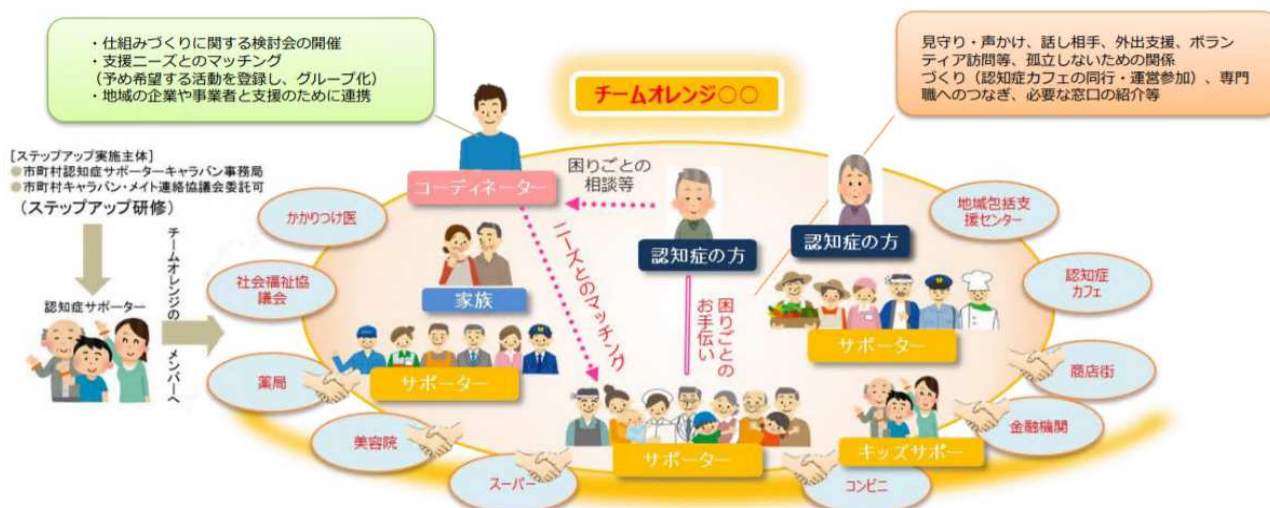 ・仕組みづくりに関する検討会の開催
・支援ニーズとのマッチング
（予め希望する活動を登録し、グループ化）
・地域の企業や事業者と支援のために連携
チームオレンジ〇〇
見守り・声かけ、話し相手、外出支援、ボラン
ティア訪問等、孤立しないための関係
づくり（認知症カフェの同行・運営参加）、専門
職へのつなぎ、必要な窓口の紹介等
[ステップアップ実施主体]
●市町村認知症サポーターキャラバン事務局
●市町村キャラバン・メイト連絡協議会委託可
（ステップアップ研修）
認知症サポーター
チームオレンジの
メンバーへ
コーディネーター
困りごとの
相談等
認知症の方
認知症の方
家族
ニーズとのマッチング
困りごとの
お手伝い
サポーター
サポーター
サポーター
キッズサポー
かかりつけ医
社会福祉協
議会
薬局
美容院
スーパー
コンビニ
金融機関
商店街
認知症
カフェ
地域包括支
援センター